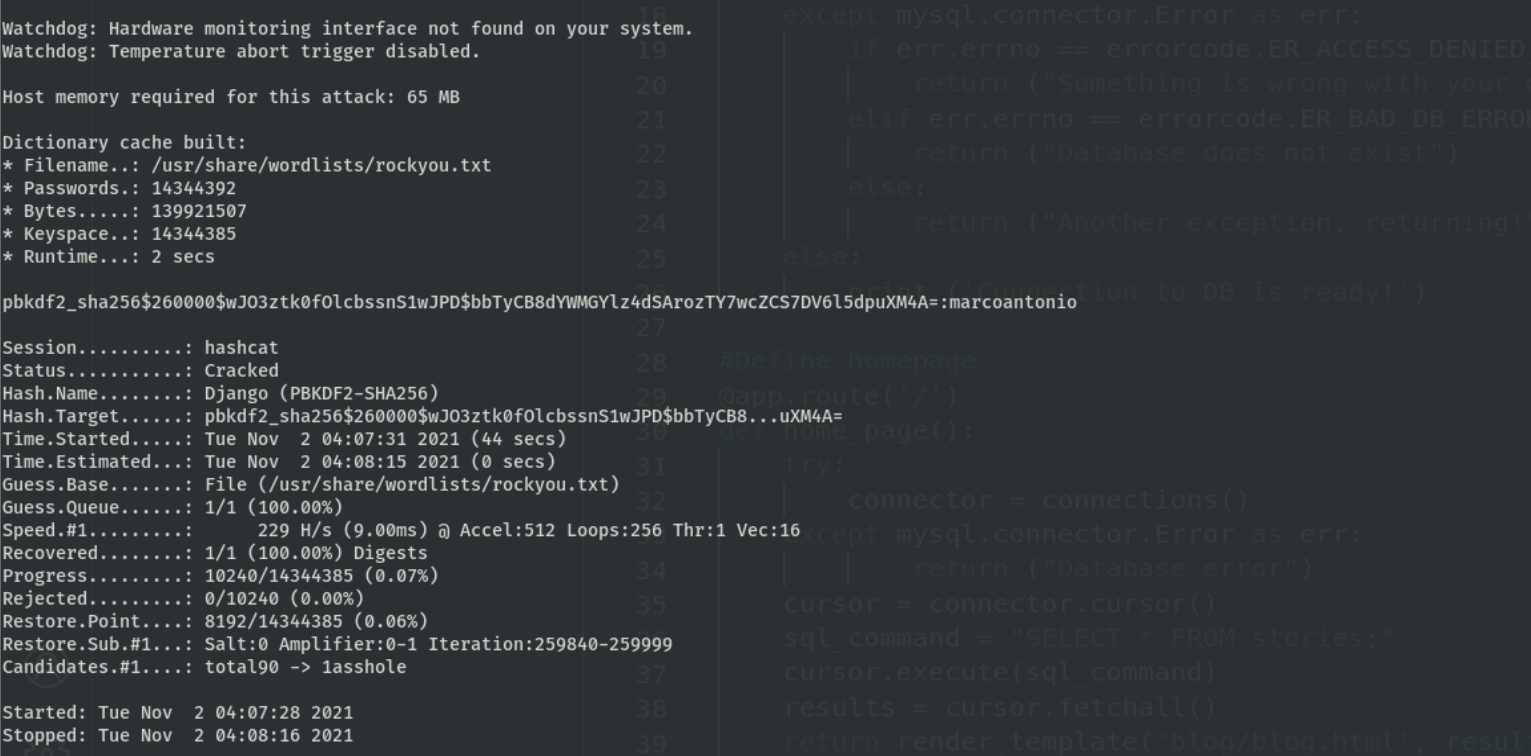 Watchdog: Hardware monitoring interface not found on your system.
Watchdog: Temperature abort trigger disabled.
Host memory required for this attack: 65 MB
Dictionary cache built:
* Filename..: /usr/share/wordlists/rockyou.txt
* Passwords.: 14344392
* Bytes.....: 139921507
* Keyspace..: 14344385
* Runtime...: 2 secs
pbkdf2_sha256$260000$wJO3ztk0fOlcbssnS1wJPD$bbTyCB8dYWMGYlz4dSArozTY7wcZCS7DV6l5dpuXM4A=:marcoantonio
Session..........: hashcat
Status...........: Cracked
Hash.Name........: Django (PBKDF2-SHA256)
Hash.Target......: pbkdf2_sha256$260000$wJO3ztk0fOlcbssnS1wJPD$bbTyCB8...uXM4A=
Time.Started.....: Tue Nov  2 04:07:31 2021 (44 secs)
Time.Estimated...: Tue Nov  2 04:08:15 2021 (0 secs)
Guess.Base.......: File (/usr/share/wordlists/rockyou.txt)
Guess.Queue......: 1/1 (100.00%)
Speed.#1.........:      229 H/s (9.00ms) @ Accel:512 Loops:256 Thr:1 Vec:16
Recovered........: 1/1 (100.00%) Digests
Progress.........: 10240/14344385 (0.07%)
Rejected.........: 0/10240 (0.00%)
Restore.Point....: 8192/14344385 (0.06%)
Restore.Sub.#1...: Salt:0 Amplifier:0-1 Iteration:259840-259999
Candidates.#1....: total90 -> 1asshole
Started: Tue Nov  2 04:07:28 2021
Stopped: Tue Nov  2 04:08:16 2021
18 except mysql.connector.Error as err:
19 if err.errno == errorcode.ER_ACCESS_DENIED_
20 return ("Something is wrong with your
21 elif err.errno == errorcode.ER_BAD_DB_ERRO
22 return ("Database does not exist")
23 else:
24 return ("Another exception, returning!
25 else:
26 print ('Connection to DB is ready!')
27
28 #Define homepage
29 @app.route('/')
30 def home_page():
31 try:
32 connector = connections()
33 except mysql.connector.Error as err:
34 return ("Database error")
35 cursor = connector.cursor()
36 sql_command = "SELECT * FROM stories;"
37 cursor.execute(sql_command)
38 results = cursor.fetchall()
39 return render_template('blog/blog.html', resul